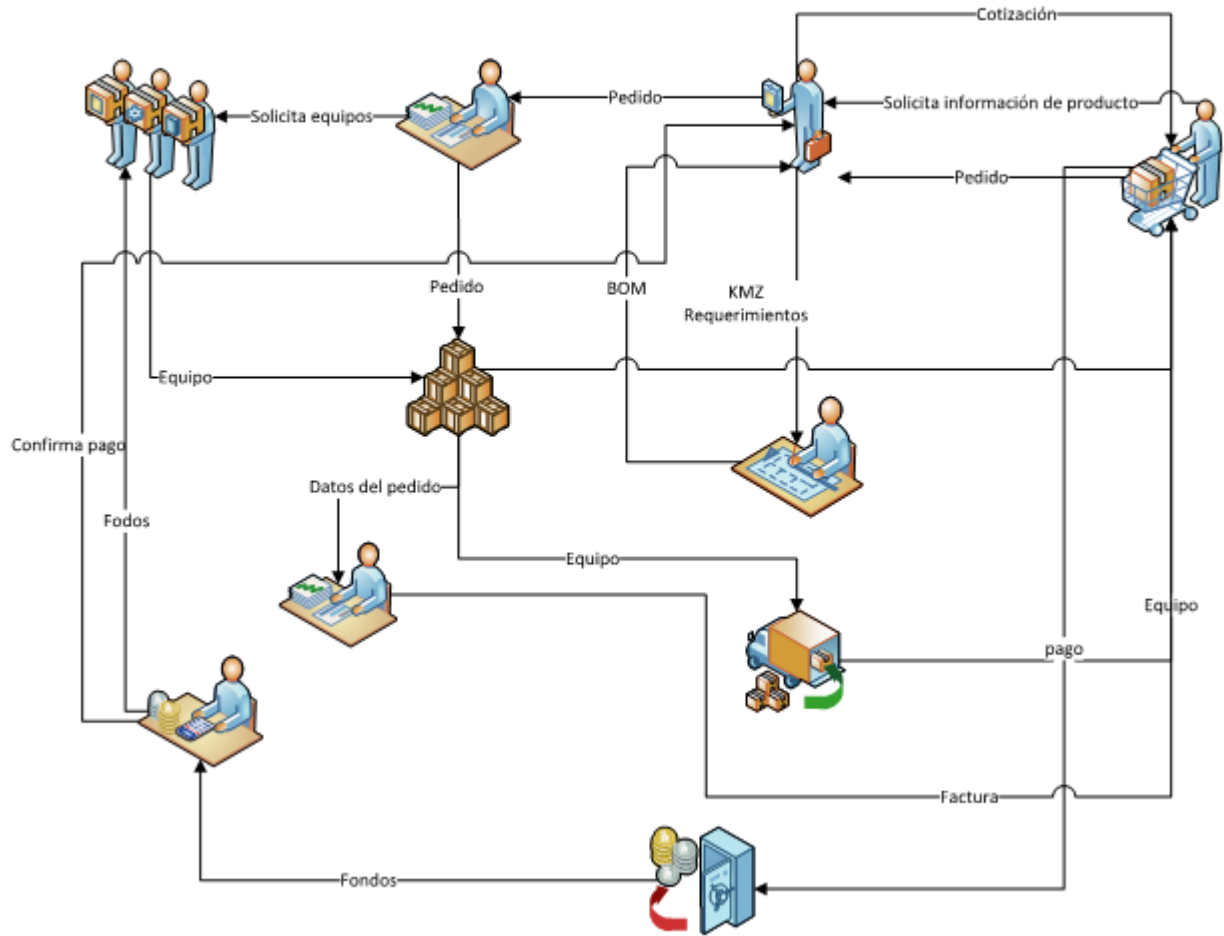 Cotización
Pedido
Solicita información de producto
Solicita equipos
Pedido
Pedido
BOM
KMZ
Requerimientos
Equipo
Confirma pago
Datos del pedido
Fodos
Equipo
Equipo
pago
Factura
Fondos